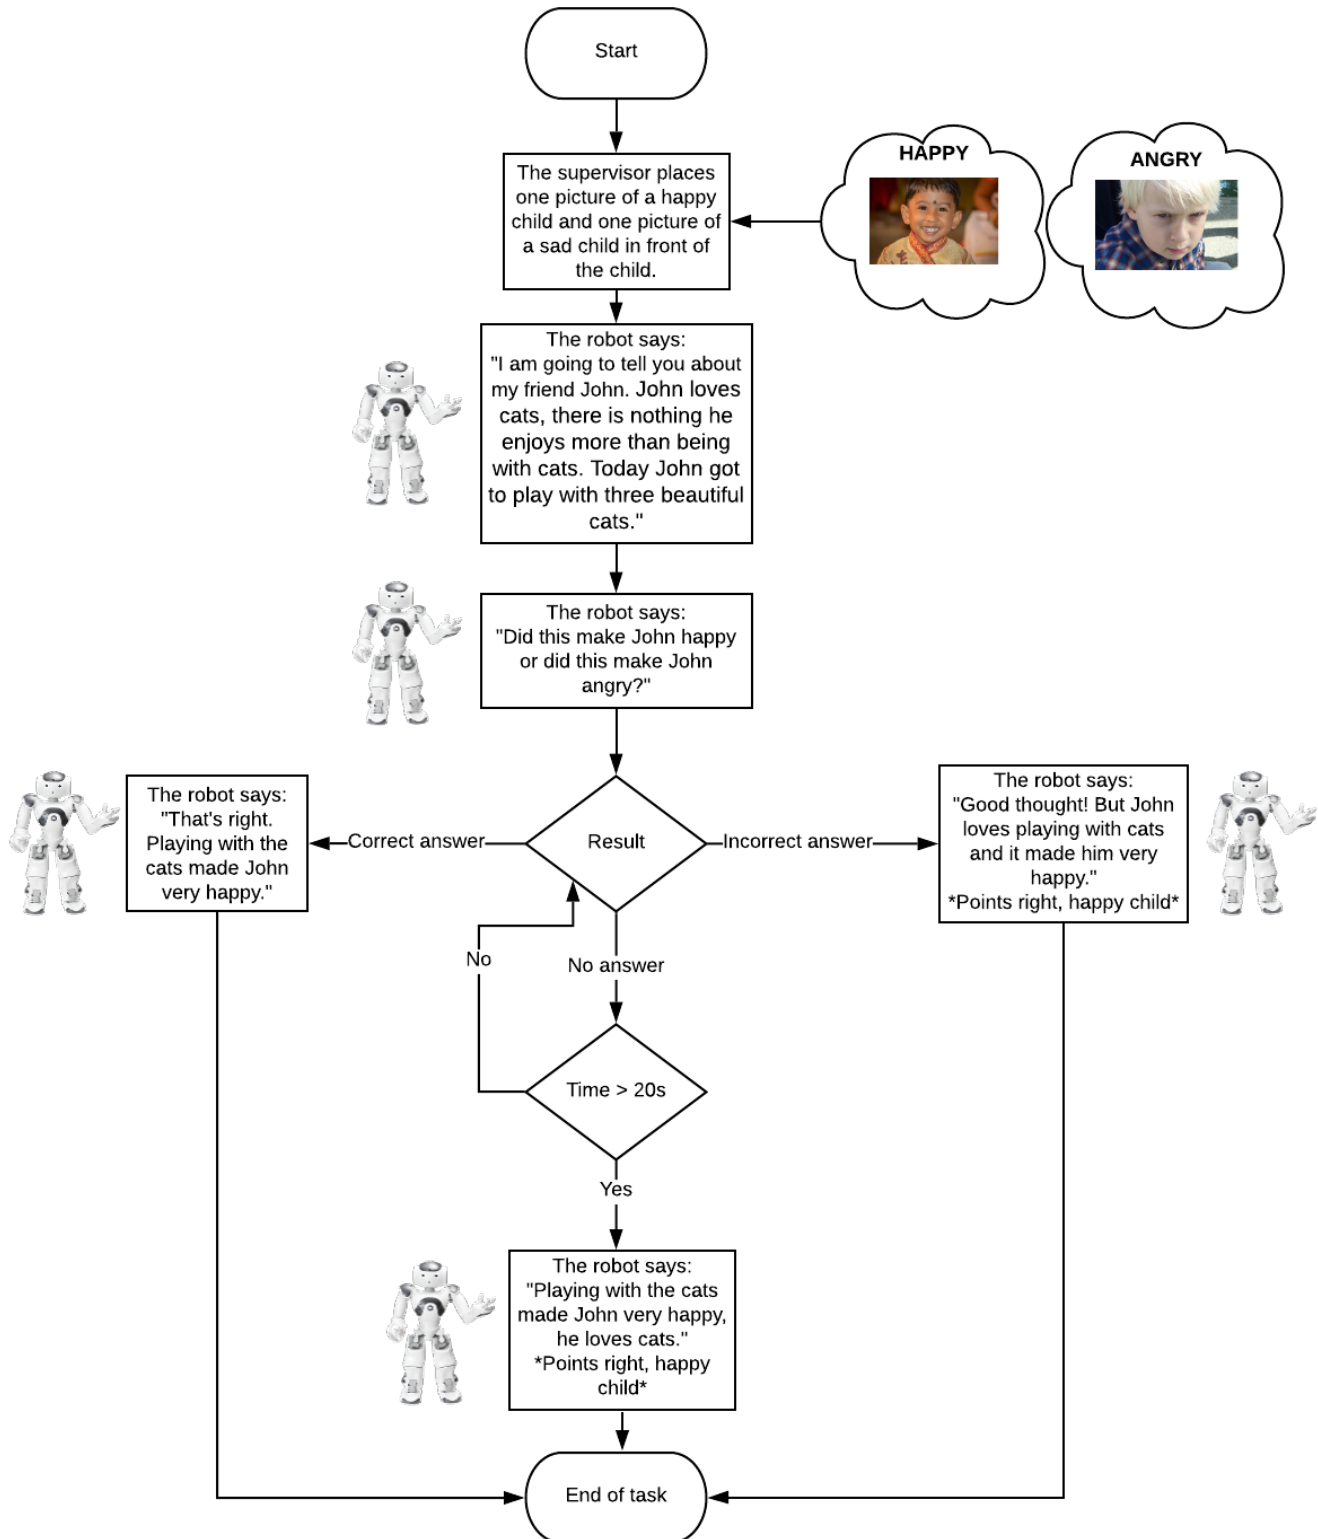 Start
HAPPY
ANGRY
The supervisor places
one picture of a happy
child and one picture of
a sad child in front of
the child.
The robot says:
"I am going to tell you about
my friend John. John loves
cats, there is nothing he
enjoys more than being
with cats. Today John got
to play with three beautiful
cats."
The robot says:
"Did this make John happy
or did this make John
angry?"
The robot says:
"That's right.
Playing with the
cats made John
very happy."
Correct answer
Result
Incorrect answer
The robot says:
"Good thought! But John
loves playing with cats
and it made him very
happy."
*Points right, happy child*
No
No answer
Time > 20s
Yes
The robot says:
"Playing with the cats
made John very happy,
he loves cats."
*Points right, happy
child*
End of task